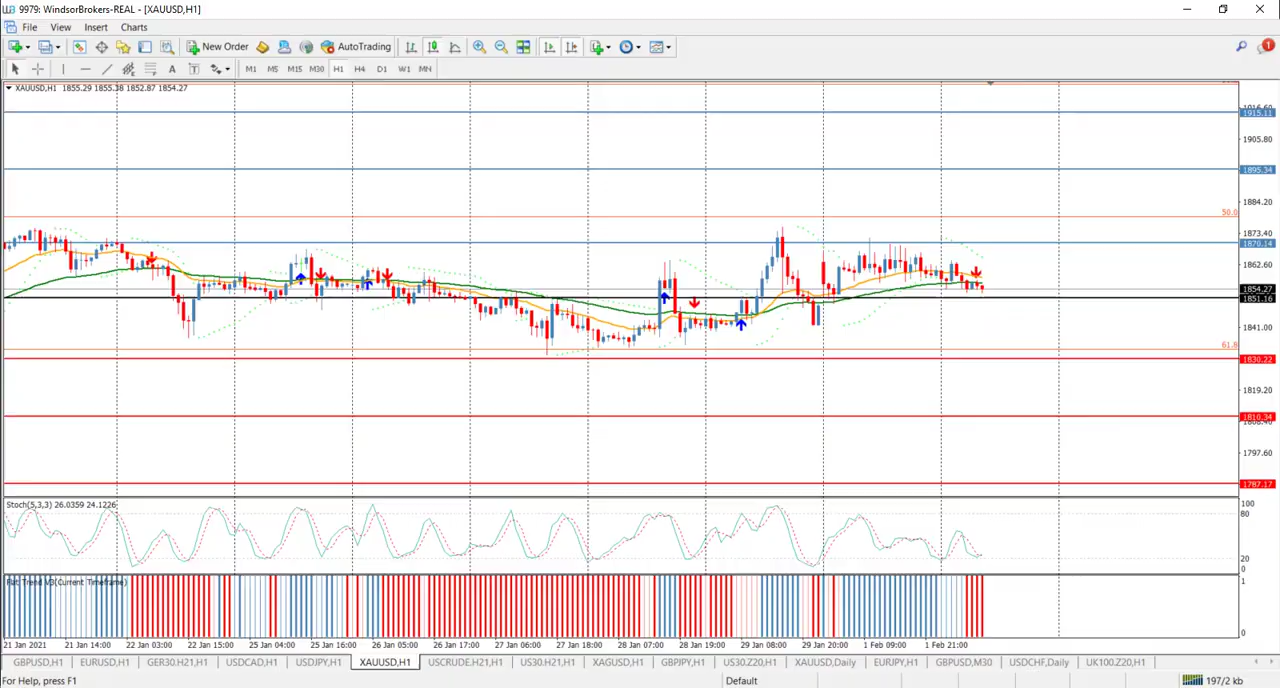 9979: WindsorBrokers-REAL - [XAUUSD,H1]
File View Insert Charts
New Order AutoTrading 1
A T M1 M5 M15 M30 H1 H4 D1 W1 MN
XAUUSD,H1 1855.29 1855.38 1852.87 1854.27
1915.11
1905.80
1895.34
1884.20
50.0
1873.40
1870.14
1862.60
1854.27
1851.16
1841.00
61.8
1830.22
1819.20
1810.34
1797.60
1787.17
Stoch(5,3,3) 26.0359 24.1226
100
80
20
0
Flat Trend V3(Current Timeframe)
1
0
21 Jan 2021 21 Jan 14:00 22 Jan 03:00 22 Jan 15:00 25 Jan 04:00 25 Jan 16:00 26 Jan 05:00 26 Jan 17:00 27 Jan 06:00 27 Jan 18:00 28 Jan 07:00 28 Jan 19:00 29 Jan 08:00 29 Jan 20:00 1 Feb 09:00 1 Feb 21:00
GBPUSD,H1 EURUSD,H1 GER30.H21,H1 USDCAD,H1 USDJPY,H1 XAUUSD,H1 USCRUDE.H21,H1 US30.H21,H1 XAGUSD,H1 GBPJPY,H1 US30.Z20,H1 XAUUSD,Daily EURJPY,H1 GBPUSD,M30 USDCHF,Daily UK100.Z20,H1
For Help, press F1 Default 197/2 kb